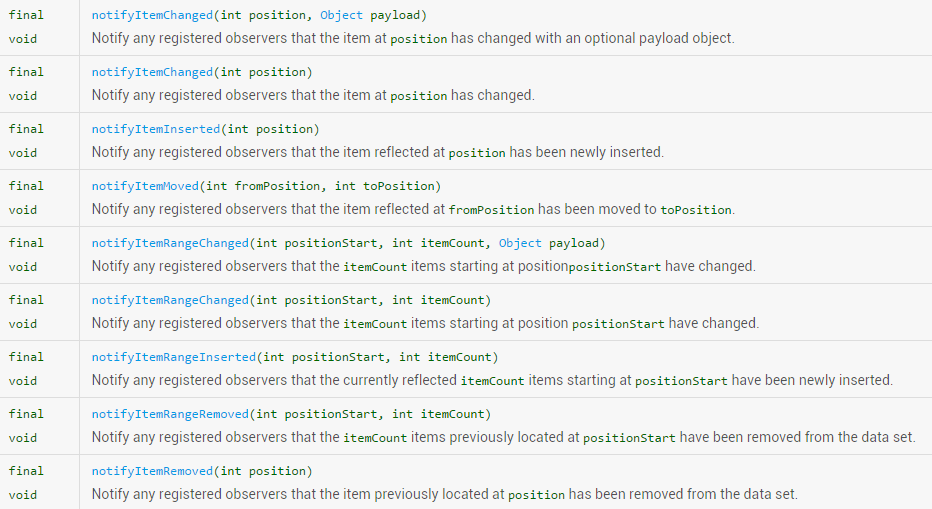 final notifyItemChanged(int position, Object payload)
void Notify any registered observers that the item at position has changed with an optional payload object.
final notifyItemChanged(int position)
void Notify any registered observers that the item at position has changed.
final notifyItemInserted(int position)
void Notify any registered observers that the item reflected at position has been newly inserted.
final notifyItemMoved(int fromPosition, int toPosition)
void Notify any registered observers that the item reflected at fromPosition has been moved to toPosition.
final notifyItemRangeChanged(int positionStart, int itemCount, Object payload)
void Notify any registered observers that the itemCount items starting at positionpositionStart have changed.
final notifyItemRangeChanged(int positionStart, int itemCount)
void Notify any registered observers that the itemCount items starting at position positionStart have changed.
final notifyItemRangeInserted(int positionStart, int itemCount)
void Notify any registered observers that the currently reflected itemCount items starting at positionStart have been newly inserted.
final notifyItemRangeRemoved(int positionStart, int itemCount)
void Notify any registered observers that the itemCount items previously located at positionStart have been removed from the data set.
final notifyItemRemoved(int position)
void Notify any registered observers that the item previously located at position has been removed from the data set.